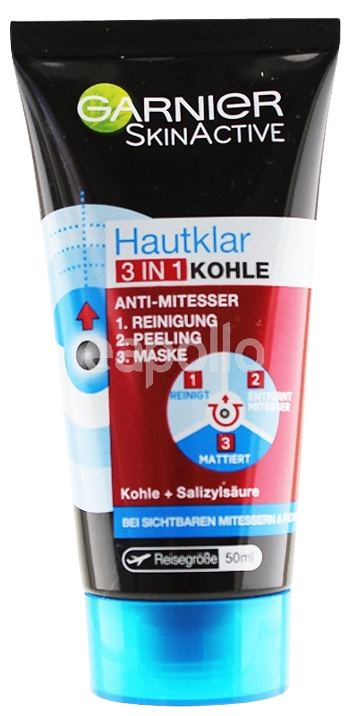 GARNIER
SKINACTIVE
Hautklar
3 IN 1 KOHLE
ANTI-MITESSER
1. REINIGUNG
2. PEELING
3. MASKE
1
REINIGT
2
ENTFERNT
MITESSER
3
MATTIERT
Kohle + Salizylsäure
BEI SICHTBAREN MITESSERN &
Reisegröße 50ml